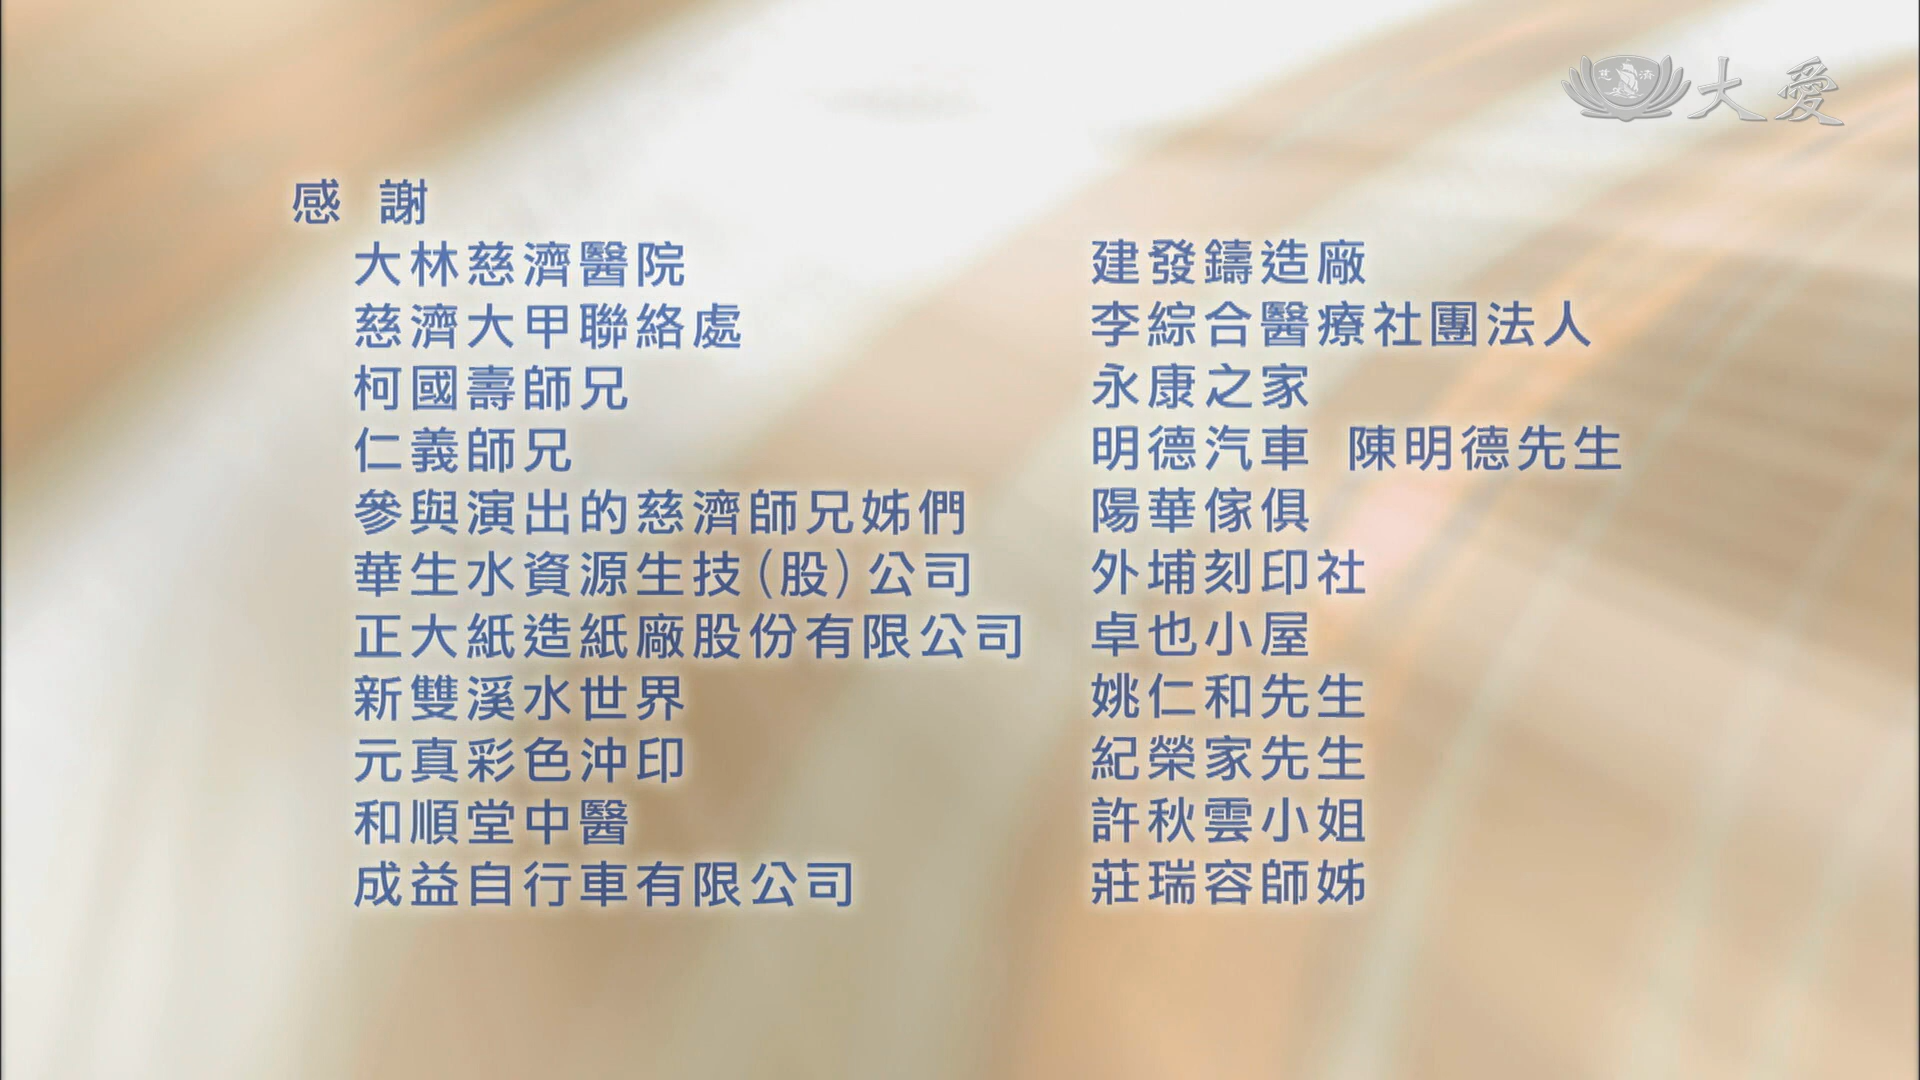 大愛
感 謝
大林慈濟醫院
慈濟大甲聯絡處
柯國壽師兄
仁義師兄
參與演出的慈濟師兄姊們
華生水資源生技(股)公司
正大紙造紙廠股份有限公司
新雙溪水世界
元真彩色沖印
和順堂中醫
成益自行車有限公司
建發鑄造廠
李綜合醫療社團法人
永康之家
明德汽車 陳明德先生
陽華傢俱
外埔刻印社
卓也小屋
姚仁和先生
紀榮家先生
許秋雲小姐
莊瑞容師姊